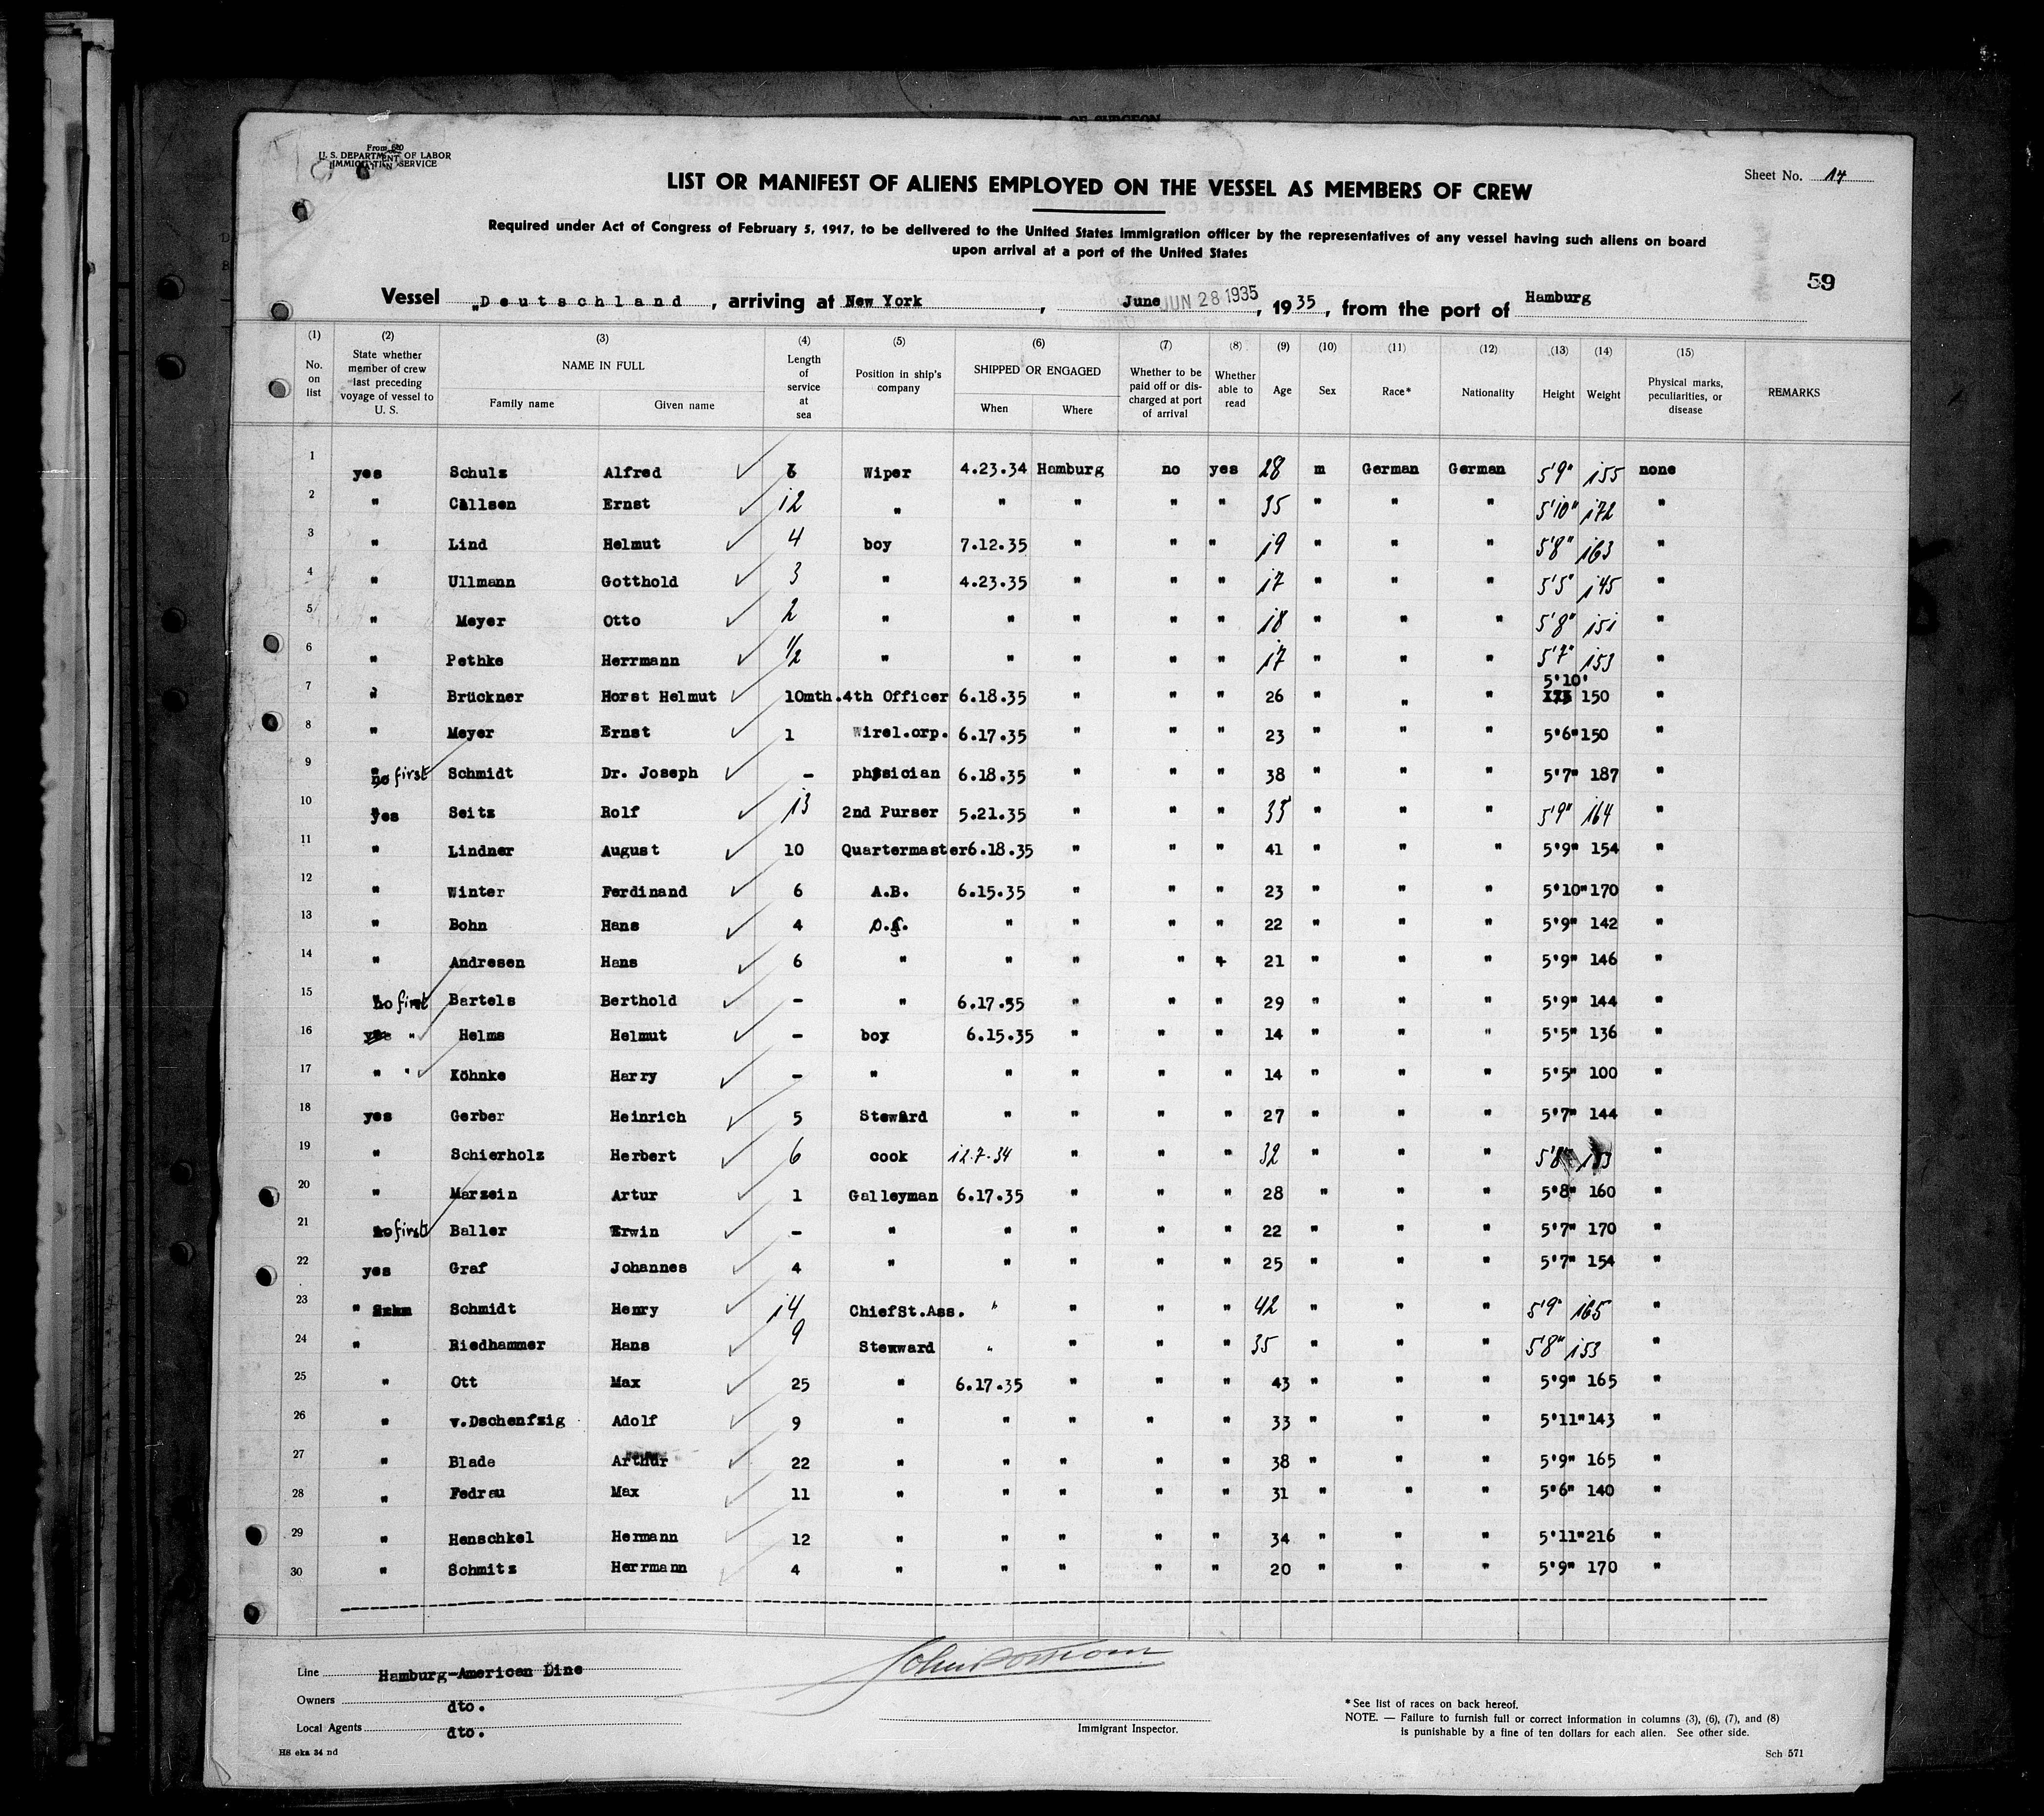 From 680
U. S. DEPARTMENT OF LABOR
IMMIGRATION SERVICE
Sheet No. 14
LIST OR MANIFEST OF ALIENS EMPLOYED ON THE VESSEL AS MEMBERS OF CREW
Required under Act of Congress of February 5, 1917, to be delivered to the United States Immigration officer by the representatives of any vessel having such aliens on board
upon arrival at a port of the United States
59
Vessel „Deutschland, arriving at New York, June JUN 28 1935, 1935, from the port of Hamburg
(1) (2) (3) (4) (5) (6) (7) (8) (9) (10) (11) (12) (13) (14) (15)
No. on list State whether member of crew last preceding voyage of vessel to U. S. NAME IN FULL Family name Given name Length of service at sea Position in ship's company SHIPPED OR ENGAGED When Where Whether to be paid off or discharged at port of arrival Whether able to read Age Sex Race* Nationality Height Weight Physical marks, peculiarities, or disease REMARKS
1 yes Schulz Alfred 6 Wiper 4.23.34 Hamburg no yes 28 m German German 5'9" 155 none
2 " Callsen Ernst 12 " " " " " 35 " " " 5'10" 172 "
3 " Lind Helmut 4 boy 7.12.35 " " " 19 " " " 5'8" 163 "
4 " Ullmann Gotthold 3 " 4.23.35 " " " 17 " " " 5'5" 145 "
5 " Meyer Otto 2 " " " " " 18 " " " 5'8" 151 "
6 " Pethke Herrmann 1/2 " " " " " 17 " " " 5'7" 153 "
7 " Brückner Horst Helmut 10mth. 4th Officer 6.18.35 " " " 26 " " " 5'10' 150 "
8 " Meyer Ernst 1 Wirel.orp. 6.17.35 " " " 23 " " " 5'6" 150 "
9 no first Schmidt Dr. Joseph - physician 6.18.35 " " " 38 " " " 5'7" 187 "
10 yes Seitz Rolf 13 2nd Purser 5.21.35 " " " 35 " " " 5'9" 164 "
11 " Lindner August 10 Quartermaster 6.18.35 " " " 41 " " " 5'9" 154 "
12 " Winter Ferdinand 6 A.B. 6.15.35 " " " 23 " " " 5'10" 170 "
13 " Bohn Hans 4 O.S. " " " " 22 " " " 5'9" 142 "
14 " Andresen Hans 6 " " " " " 21 " " " 5'9" 146 "
15 no first Bartels Berthold - " 6.17.35 " " " 29 " " " 5'9" 144 "
16 yes " Helms Helmut - boy 6.15.35 " " " 14 " " " 5'5" 136 "
17 " " Köhnke Harry - " " " " " 14 " " " 5'5" 100 "
18 yes Gerber Heinrich 5 Steward " " " " 27 " " " 5'7" 144 "
19 " Schierholz Herbert 6 cook 12.7.34 " " " 32 " " " 5'8" "
20 " Marzein Artur 1 Galleyman 6.17.35 " " " 28 " " " 5'8" 160 "
21 no first Baller Erwin - " " " " " 22 " " " 5'7" 170 "
22 yes Graf Johannes 4 " " " " " 25 " " " 5'7" 154 "
23 " Schmidt Henry 14 ChiefSt.Ass. " " " " 42 " " " 5'9" 165 "
24 " Riedhammer Hans 9 Steward " " " " 35 " " " 5'8" 153 "
25 " Ott Max 25 " 6.17.35 " " " 43 " " " 5'9" 165 "
26 " v.Dschenfzig Adolf 9 " " " " " 33 " " " 5'11" 143 "
27 " Blade Arthur 22 " " " " " 38 " " " 5'9" 165 "
28 " Fedrau Max 11 " " " " " 31 " " " 5'6" 140 "
29 " Henschkel Hermann 12 " " " " " 34 " " " 5'11" 216 "
30 " Schmitz Herrmann 4 " " " " " 20 " " " 5'9" 170 "
Line Hamburg-American Line
Owners dto.
Local Agents dto.
Immigrant Inspector.
* See list of races on back hereof.
NOTE. — Failure to furnish full or correct information in columns (3), (6), (7), and (8)
is punishable by a fine of ten dollars for each alien. See other side.
HS eka 34 nd
Sch 571